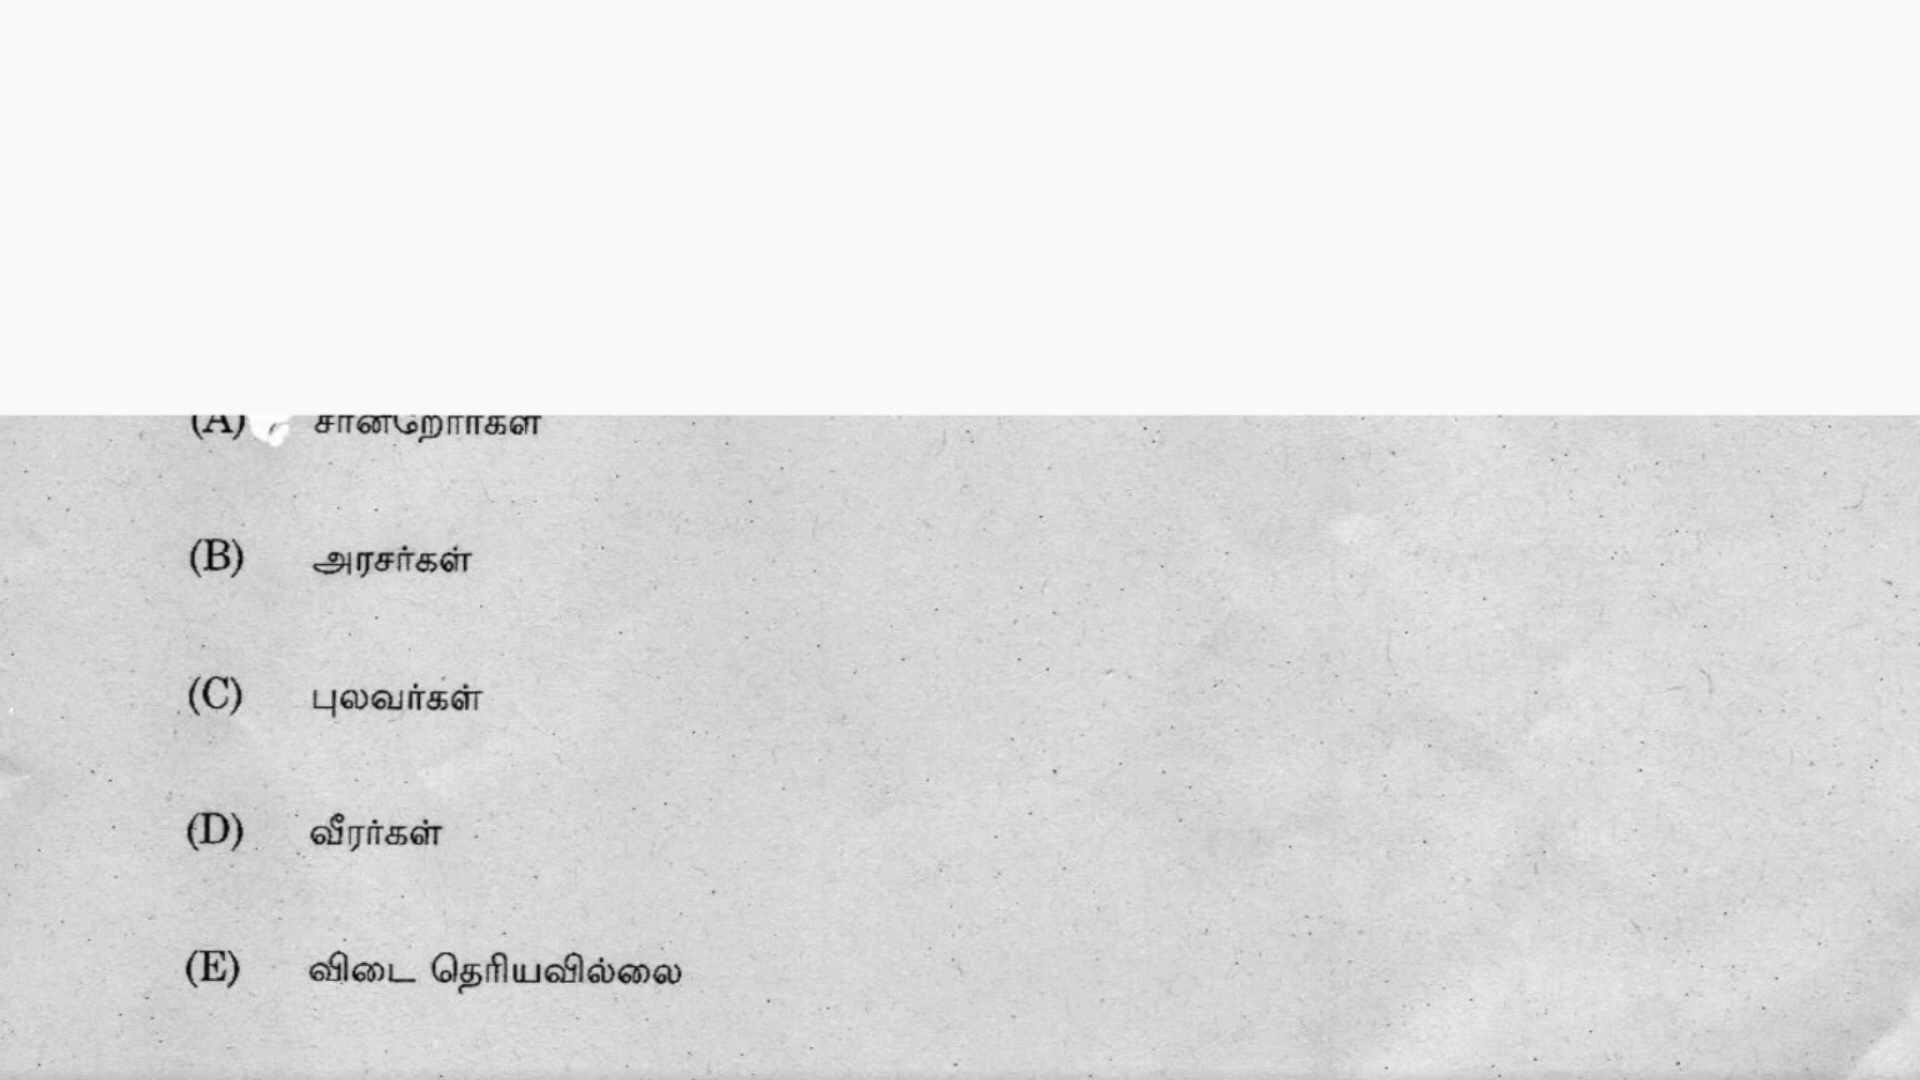 (A) சான்றோர்கள்
(B) அரசர்கள்
(C) புலவர்கள்
(D) வீரர்கள்
(E) விடை தெரியவில்லை